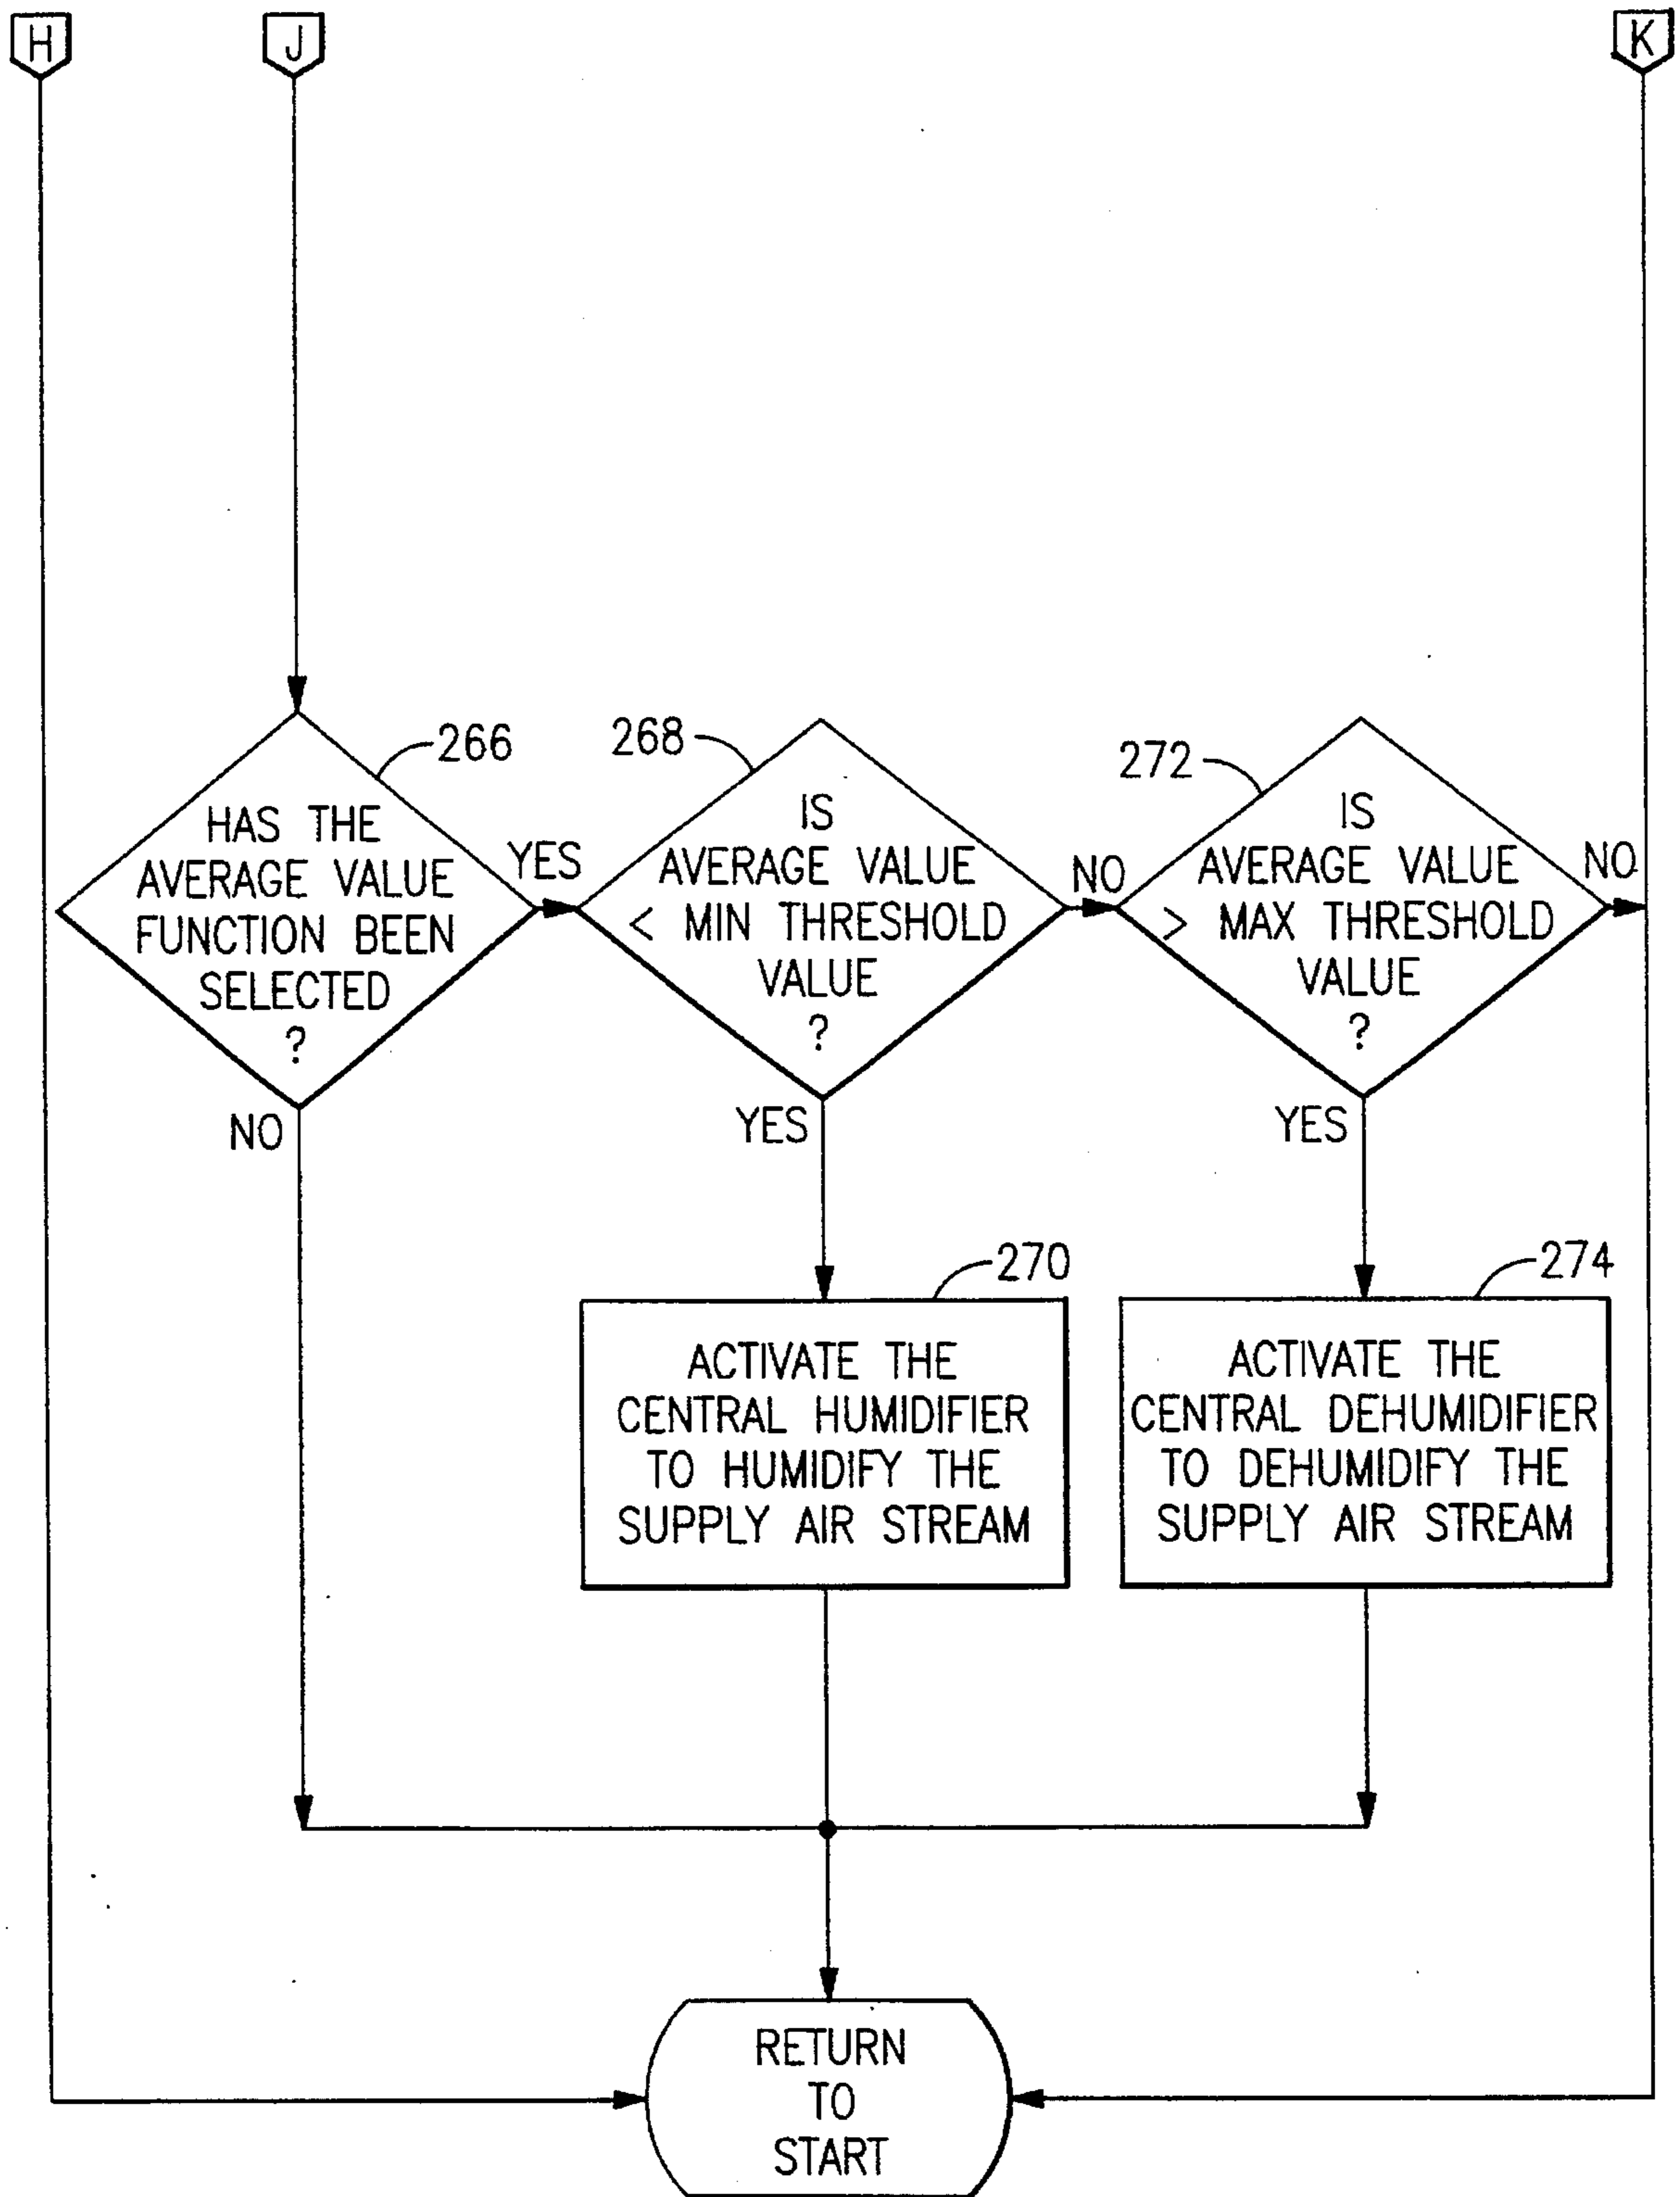 H
J
K
266
HAS THE
AVERAGE VALUE
FUNCTION BEEN
SELECTED
?
YES
NO
268
IS
AVERAGE VALUE
< MIN THRESHOLD
VALUE
?
NO
YES
272
IS
AVERAGE VALUE
> MAX THRESHOLD
VALUE
?
NO
YES
270
ACTIVATE THE
CENTRAL HUMIDIFIER
TO HUMIDIFY THE
SUPPLY AIR STREAM
274
ACTIVATE THE
CENTRAL DEHUMIDIFIER
TO DEHUMIDIFY THE
SUPPLY AIR STREAM
RETURN
TO
START